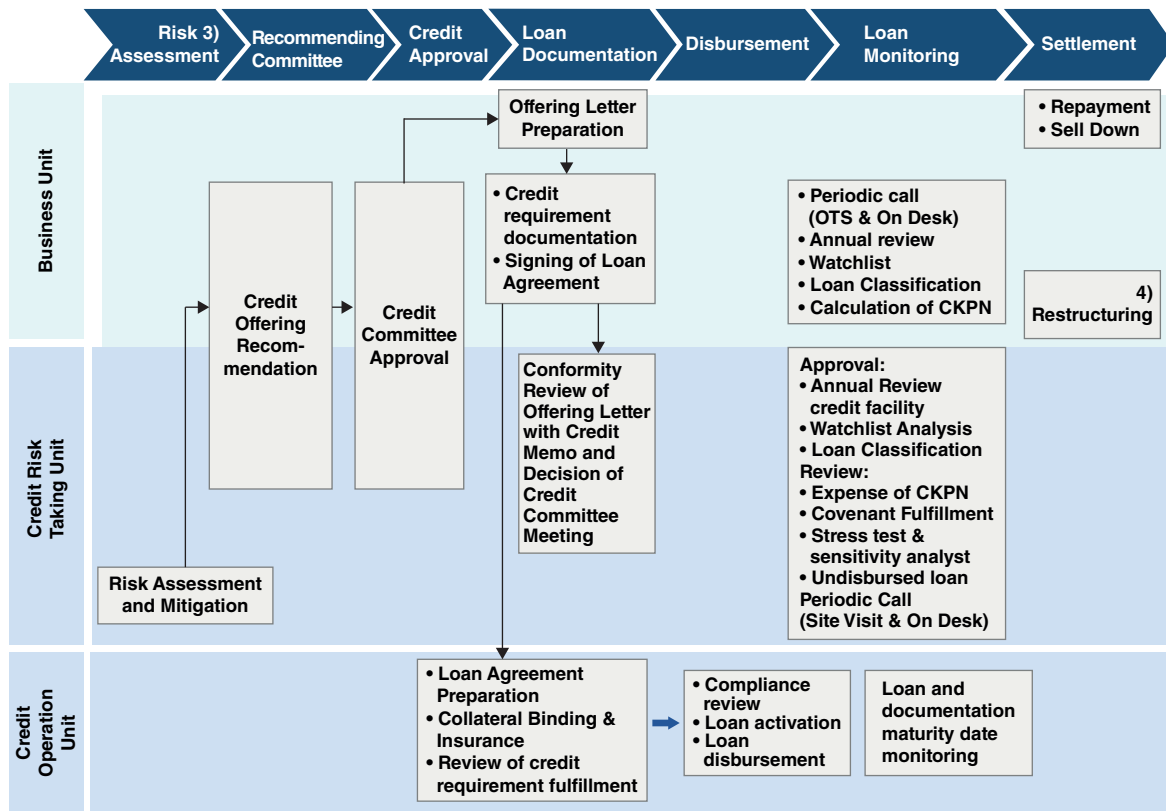 Risk 3)
Assessment
Recommending
Committee
Credit
Approval
Loan
Documentation
Disbursement
Loan
Monitoring
Settlement
Business Unit
Offering Letter
Preparation
• Repayment
• Sell Down
• Credit
requirement
documentation
• Signing of Loan
Agreement
• Periodic call
(OTS & On Desk)
• Annual review
• Watchlist
• Loan Classification
• Calculation of CKPN
Credit
Offering
Recom-
mendation
Credit
Committee
Approval
4)
Restructuring
Credit Risk
Taking Unit
Conformity
Review of
Offering Letter
with Credit
Memo and
Decision of
Credit
Committee
Meeting
Approval:
• Annual Review
credit facility
• Watchlist Analysis
• Loan Classification
Review:
• Expense of CKPN
• Covenant Fulfillment
• Stress test &
sensitivity analyst
• Undisbursed loan
Periodic Call
(Site Visit & On Desk)
Risk Assessment
and Mitigation
Credit
Operation
Unit
• Loan Agreement
Preparation
• Collateral Binding &
Insurance
• Review of credit
requirement fulfillment
• Compliance
review
• Loan activation
• Loan
disbursement
Loan and
documentation
maturity date
monitoring